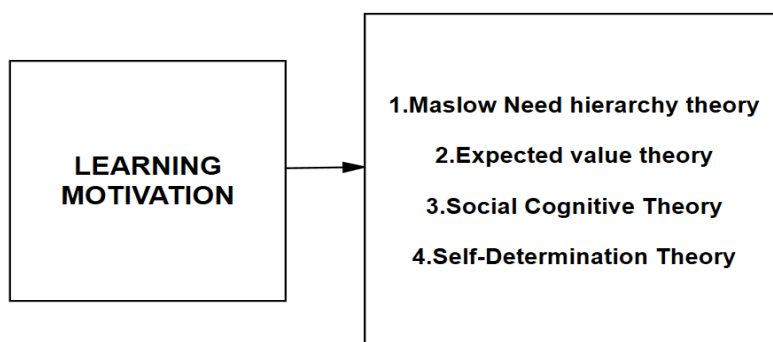 LEARNING
MOTIVATION
1.Maslow Need hierarchy theory
2.Expected value theory
3.Social Cognitive Theory
4.Self-Determination Theory